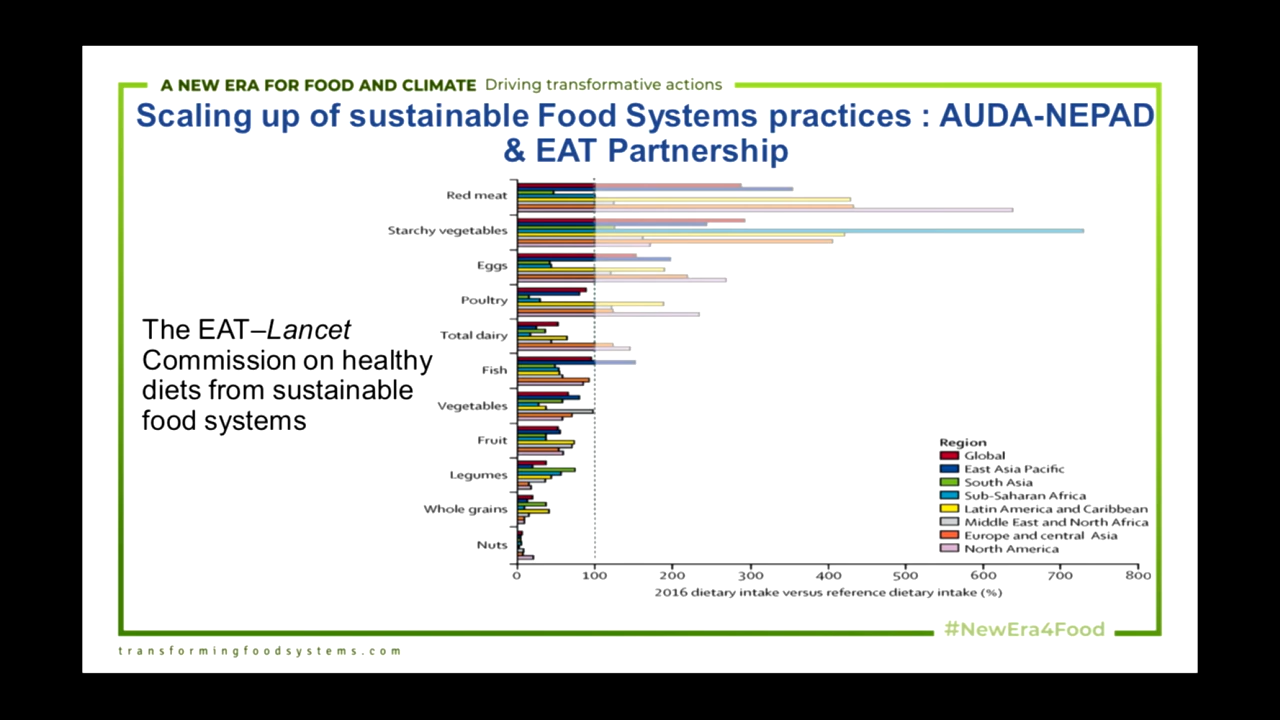 A NEW ERA FOR FOOD AND CLIMATE Driving transformative actions
Scaling up of sustainable Food Systems practices : AUDA-NEPAD
& EAT Partnership
The EAT–Lancet
Commission on healthy
diets from sustainable
food systems
Red meat
Starchy vegetables
Eggs
Poultry
Total dairy
Fish
Vegetables
Fruit
Legumes
Whole grains
Nuts
0 100 200 300 400 500 600 700 800
2016 dietary intake versus reference dietary intake (%)
Region
Global
East Asia Pacific
South Asia
Sub-Saharan Africa
Latin America and Caribbean
Middle East and North Africa
Europe and central Asia
North America
#NewEra4Food
transformingfoodsystems.com